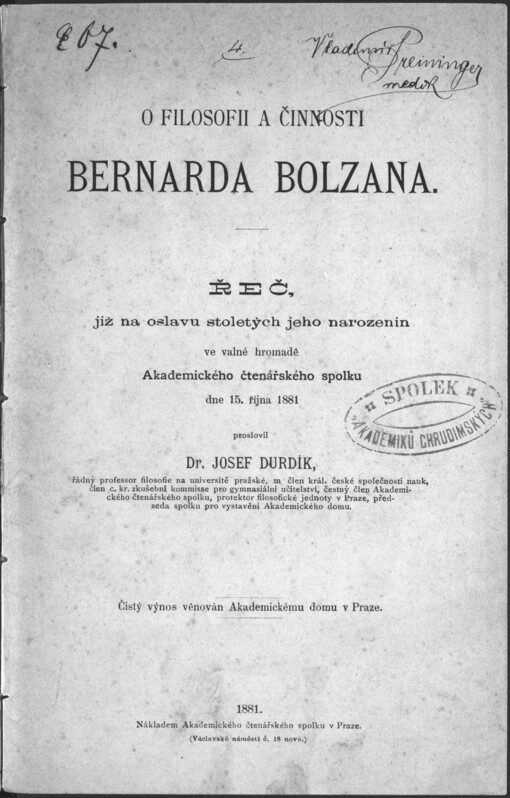 4.
Vladimír Preininger
medik
O FILOSOFII A ČINNOSTI
BERNARDA BOLZANA.
ŘEČ,
jíž na oslavu stoletých jeho narozenin
ve valné hromadě
Akademického čtenářského spolku
dne 15. října 1881
proslovil
Dr. JOSEF DURDÍK,
řádný professor filosofie na universitě pražské, m. člen král. české společnosti nauk,
člen c. kr. zkušební kommisse pro gymnasiální učitelství, čestný člen Akademi-
ckého čtenářského spolku, protektor filosofické jednoty v Praze, před-
seda spolku pro vystavění Akademického domu.
SPOLEK
"AKADEMIKŮ CHRUDIMSKÝCH"
Čistý výnos věnován Akademickému domu v Praze.
1881.
Nákladem Akademického čtenářského spolku v Praze.
(Václavské náměstí č. 18 nové.)